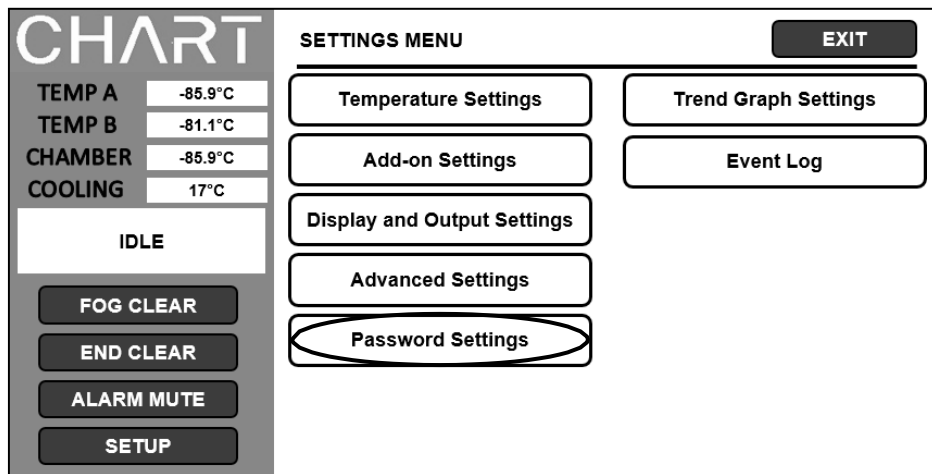 CHART
TEMP A -85.9°C
TEMP B -81.1°C
CHAMBER -85.9°C
COOLING 17°C
IDLE
FOG CLEAR
END CLEAR
ALARM MUTE
SETUP
SETTINGS MENU EXIT
Temperature Settings
Add-on Settings
Display and Output Settings
Advanced Settings
Password Settings
Trend Graph Settings
Event Log